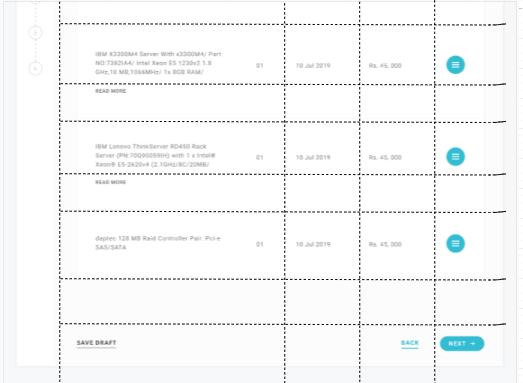 IBM X3300M4 Server With x3300M4/ Part
NO:7382IA4/ Intel Xeon E5 1230v2 1.8
GHz,10 MB,1066MHz/ 1x 8GB RAM/
01
10 Jul 2019
Rs. 45, 000
READ MORE
IBM Lonovo ThinkServer RD450 Rack
Server (PN:70Q9S059IH) with 1 x Intel®
Xeon® E5-2620v4 (2.1GHz/8C/20MB/
01
10 Jul 2019
Rs. 45, 000
READ MORE
daptec 128 MB Raid Controller Pair. Pci-e
SAS/SATA
01
10 Jul 2019
Rs. 45, 000
SAVE DRAFT
BACK
NEXT →